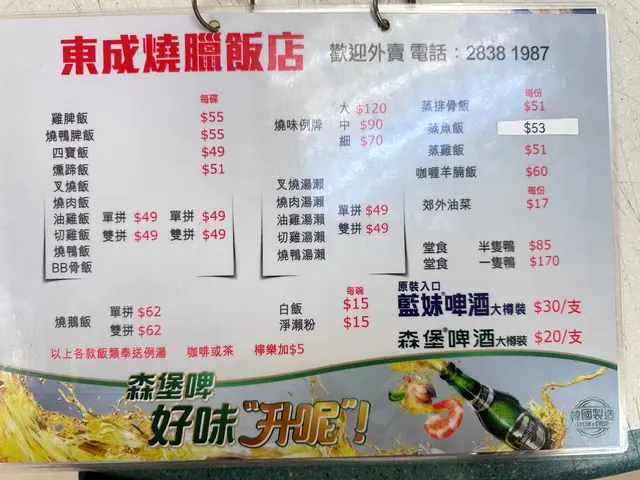 東成燒臘飯店 歡迎外賣 電話：2838 1987
每碟
雞脾飯 $55
燒鴨脾飯 $55
四寶飯 $49
燻蹄飯 $51
叉燒飯
燒肉飯
油雞飯 單拼 $49 單拼 $49
切雞飯 雙拼 $49 雙拼 $49
燒鴨飯
BB骨飯
燒鵝飯 單拼 $62
雙拼 $62
燒味例牌 大 $120
中 $90
細 $70
叉燒湯瀨
燒肉湯瀨
油雞湯瀨 單拼 $49
切雞湯瀨 雙拼 $49
燒鴨湯瀨
每碗
白飯 $15
淨瀨粉 $15
每份
蒸排骨飯 $51
蒸魚飯 $53
蒸雞飯 $51
咖喱羊腩飯 $60
每份
郊外油菜 $17
堂食 半隻鴨 $85
堂食 一隻鴨 $170
原裝入口
藍妹®啤酒大樽裝 $30/支
森堡®啤酒大樽裝 $20/支
以上各款飯類奉送例湯 咖啡或茶 檸樂加$5
森堡啤
好味"升呢"!
韓國製造
FRESH & CRISP